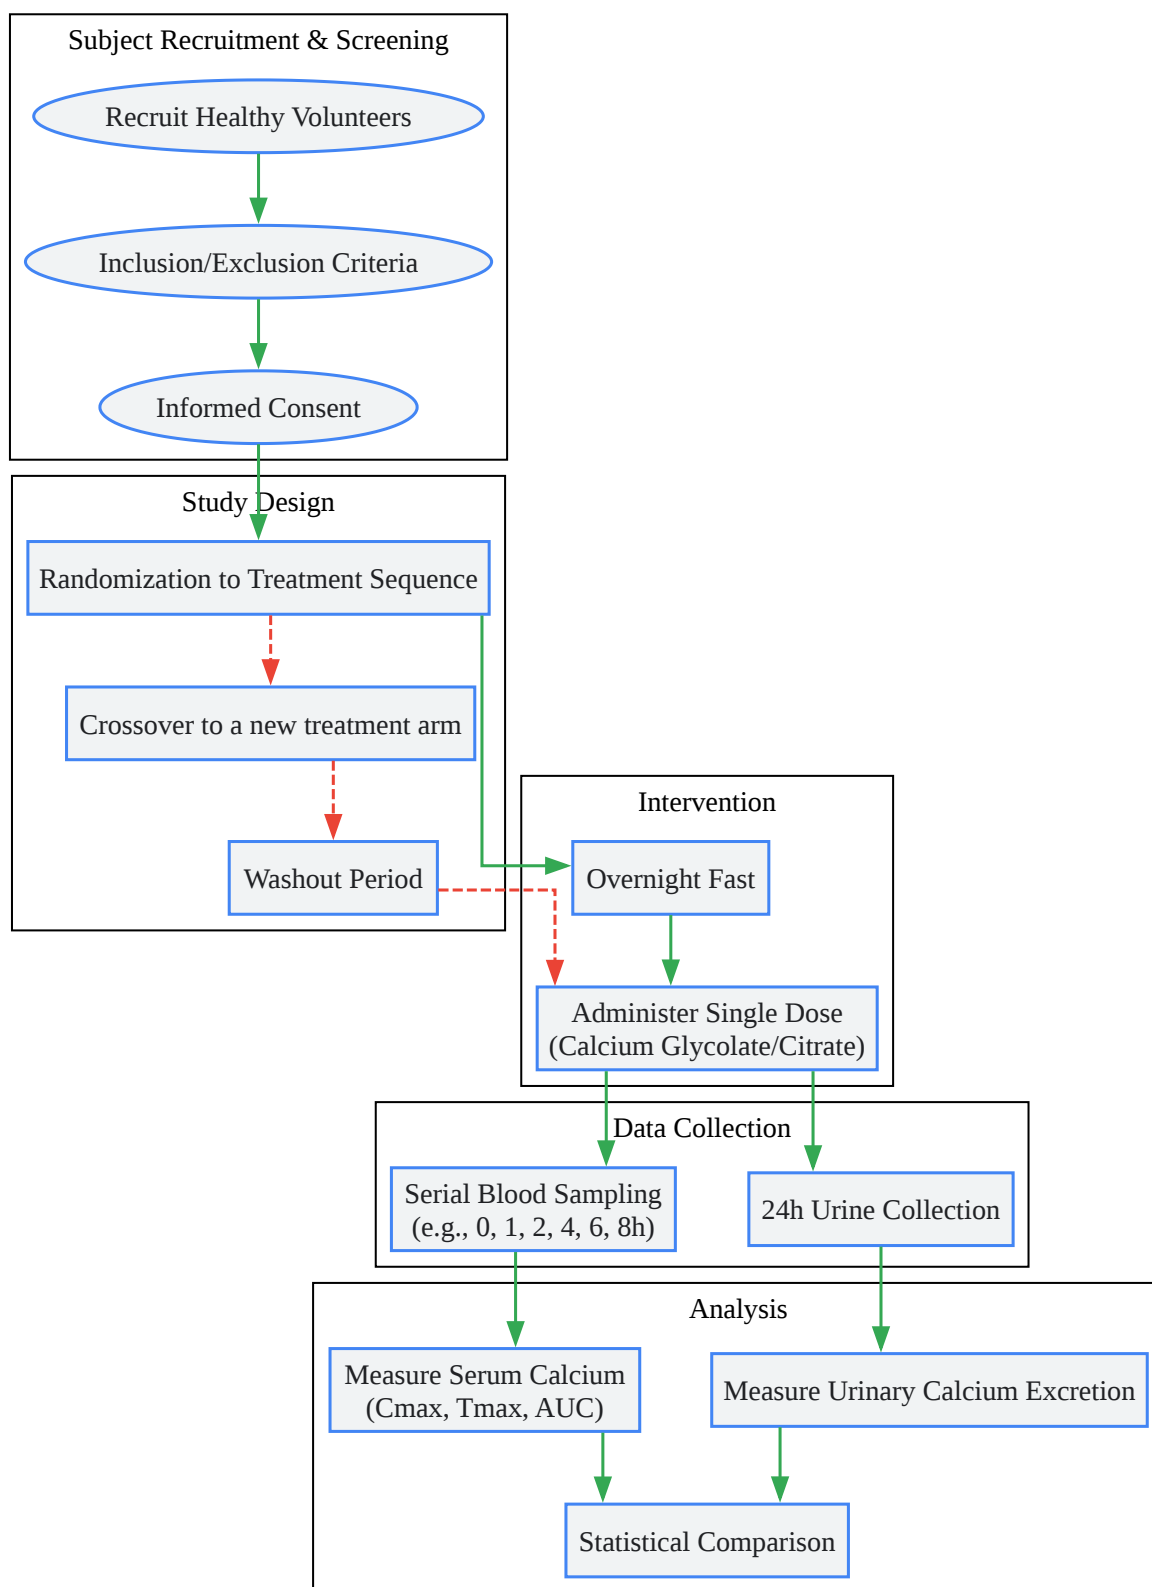 Subject Recruitment & Screening
Recruit Healthy Volunteers
Inclusion/Exclusion Criteria
Informed Consent
Study Design
Randomization to Treatment Sequence
Crossover to a new treatment arm
Washout Period
Intervention
Overnight Fast
Administer Single Dose
(Calcium Glycolate/Citrate)
Data Collection
Serial Blood Sampling
(e.g., 0, 1, 2, 4, 6, 8h)
24h Urine Collection
Analysis
Measure Serum Calcium
(Cmax, Tmax, AUC)
Measure Urinary Calcium Excretion
Statistical Comparison